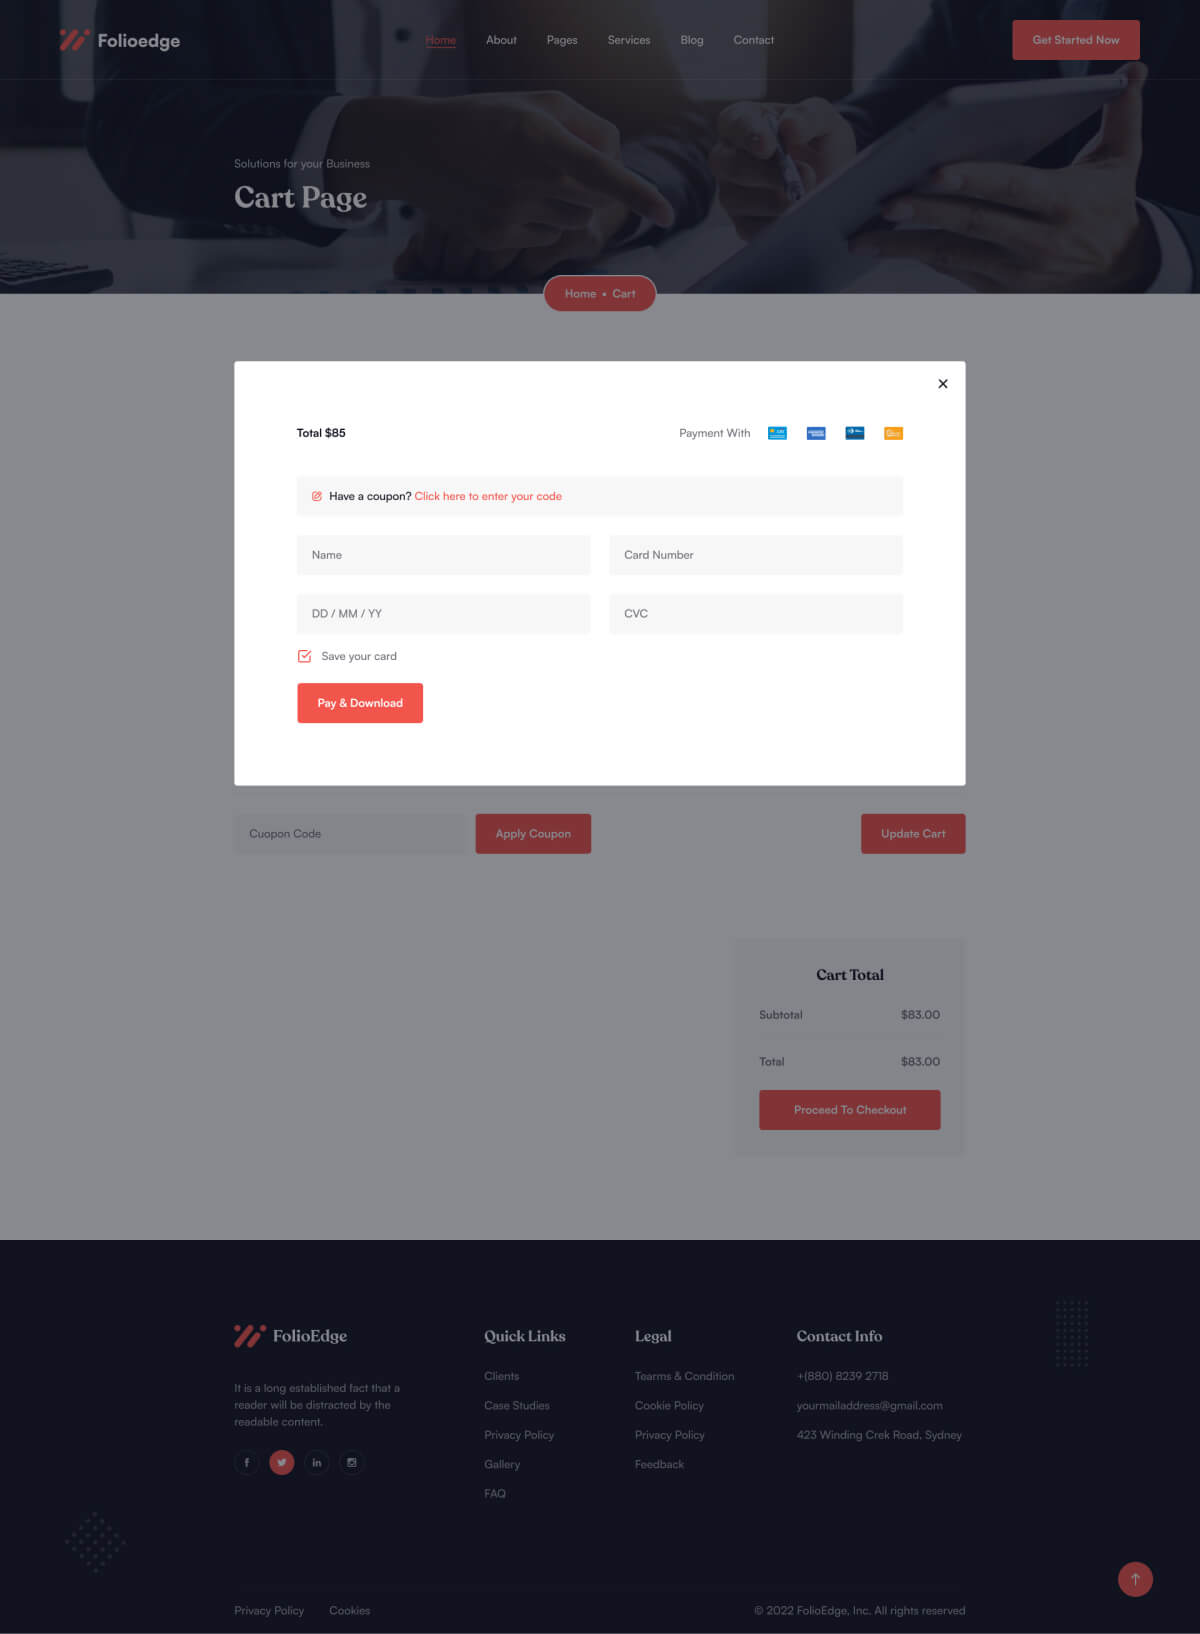 Folioedge
Home About Pages Services Blog Contact
Get Started Now
Solutions for your Business
Cart Page
Home • Cart
Total $85
Payment With
Have a coupon? Click here to enter your code
Name
Card Number
DD / MM / YY
CVC
Save your card
Pay & Download
Cuopon Code
Apply Coupon
Update Cart
Cart Total
Subtotal $83.00
Total $83.00
Proceed To Checkout
FolioEdge
It is a long established fact that a
reader will be distracted by the
readable content.
Quick Links
Clients
Case Studies
Privacy Policy
Gallery
FAQ
Legal
Tearms & Condition
Cookie Policy
Privacy Policy
Feedback
Contact Info
+(880) 8239 2718
yourmailaddress@gmail.com
423 Winding Crek Road, Sydney
Privacy Policy Cookies
© 2022 FolioEdge, Inc. All rights reserved